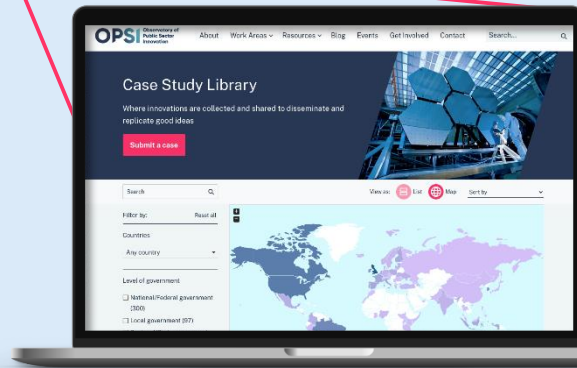 OPSI Observatory of
Public Sector
Innovation
About Work Areas Resources Blog Events Get Involved Contact Search...
Case Study Library
Where innovations are collected and shared to disseminate and
replicate good ideas
Submit a case
Search
View as: List Map Sort by
Filter by: Reset all
Countries
Any country
+
-
Level of government
National/Federal government
(300)
Local government (97)